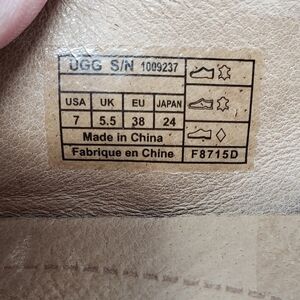 UGG S/N 1009237
USA UK EU JAPAN
7 5.5 38 24
Made in China
Fabrique en Chine F8715D